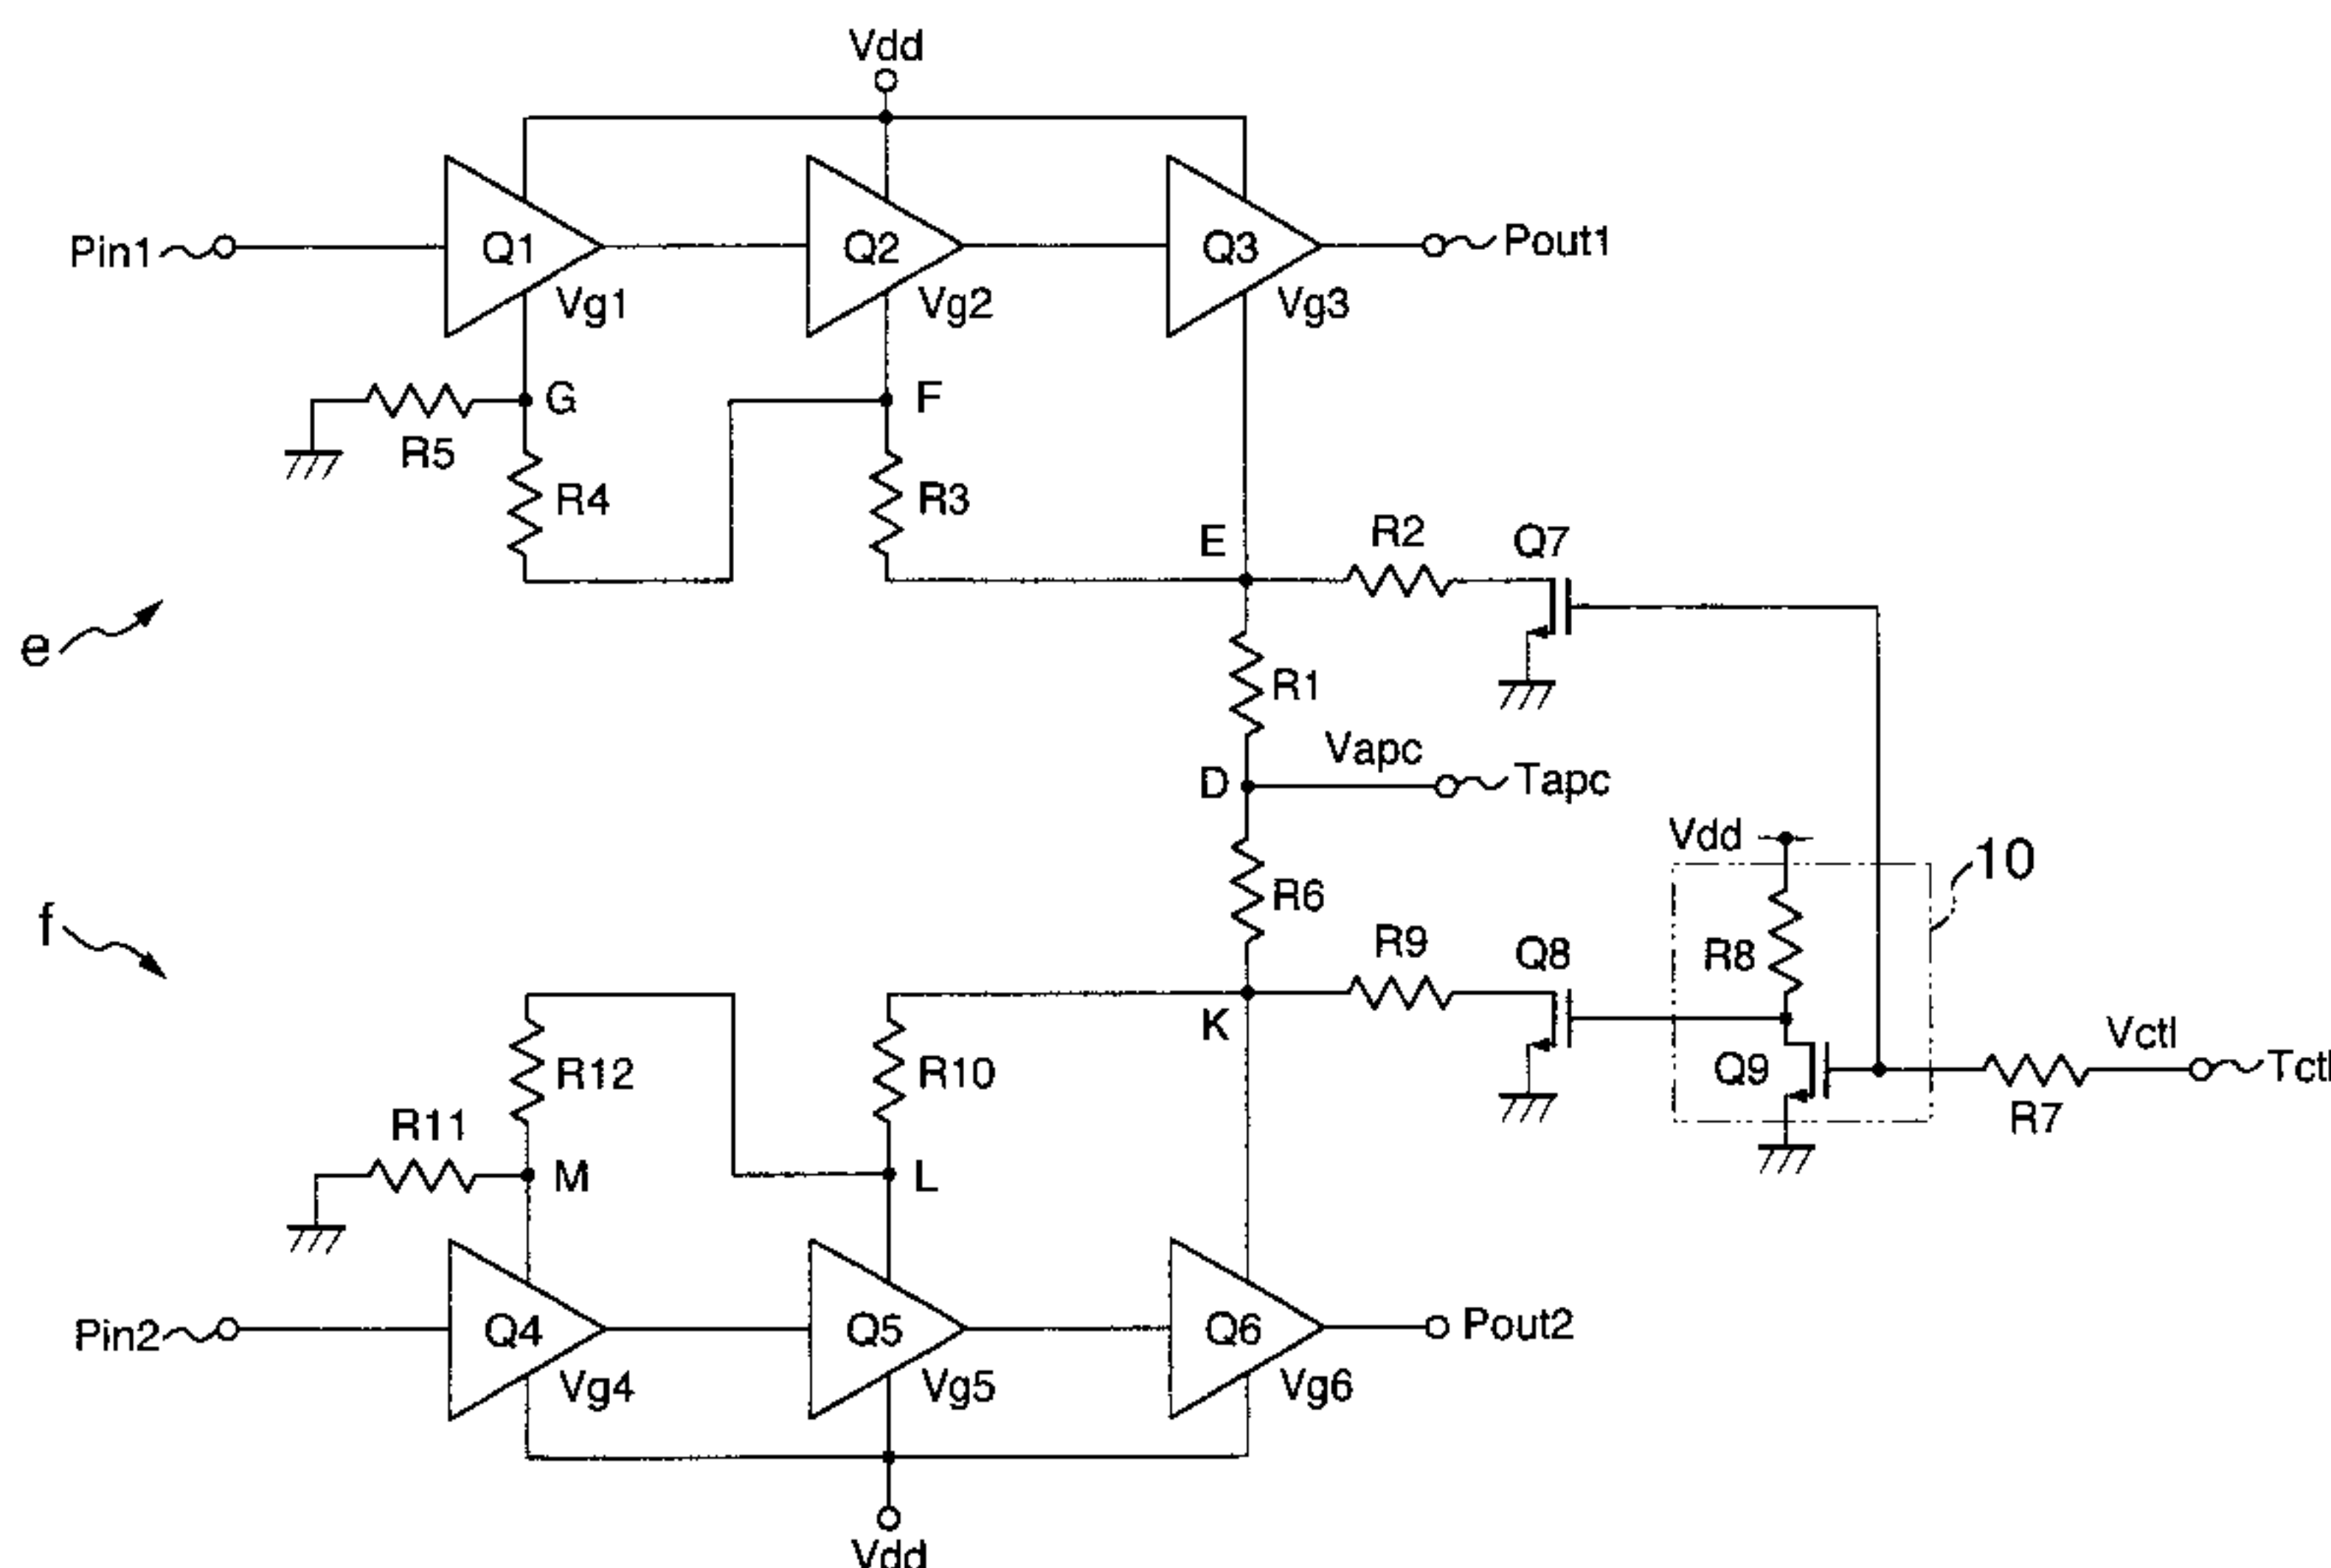 Vdd
Pin1
Q1
Q2
Q3
Pout1
Vg1
Vg2
Vg3
G
F
R5
R4
R3
E
R2
Q7
e
R1
Vapc
D
Tapc
Vdd
10
f
R6
R8
R9
Q8
K
Vctl
R12
R10
Q9
R7
R11
M
L
Pin2
Q4
Q5
Q6
Pout2
Vg4
Vg5
Vg6
Vdd